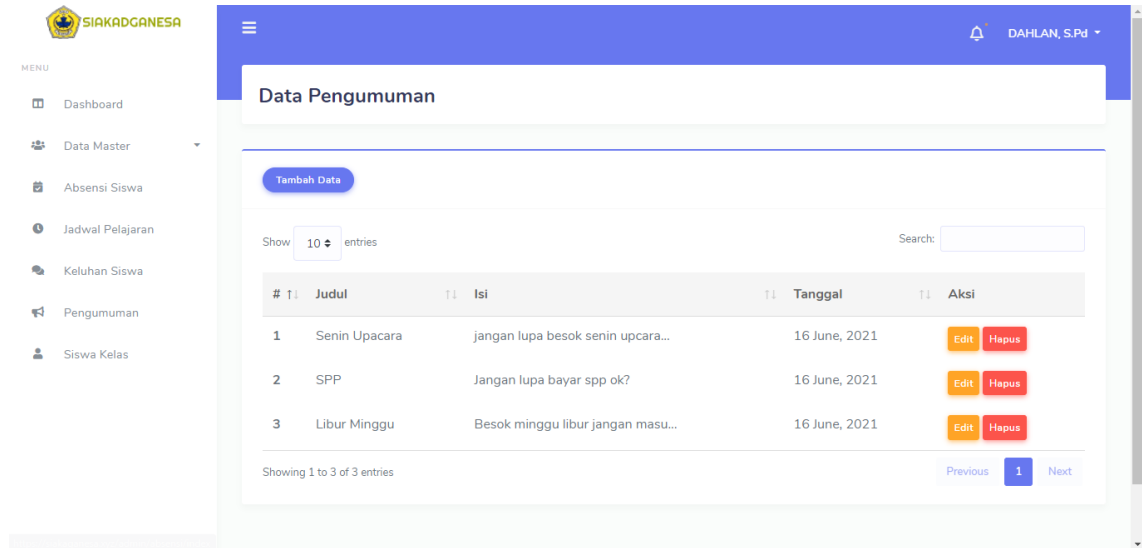 SIAKADGANESA
DAHLAN, S.Pd
MENU
Dashboard
Data Master
Absensi Siswa
Jadwal Pelajaran
Keluhan Siswa
Pengumuman
Siswa Kelas
Data Pengumuman
Tambah Data
Show 10 entries Search:
# Judul Isi Tanggal Aksi
1 Senin Upacara jangan lupa besok senin upcara... 16 June, 2021 Edit Hapus
2 SPP Jangan lupa bayar spp ok? 16 June, 2021 Edit Hapus
3 Libur Minggu Besok minggu libur jangan masu... 16 June, 2021 Edit Hapus
Showing 1 to 3 of 3 entries Previous 1 Next